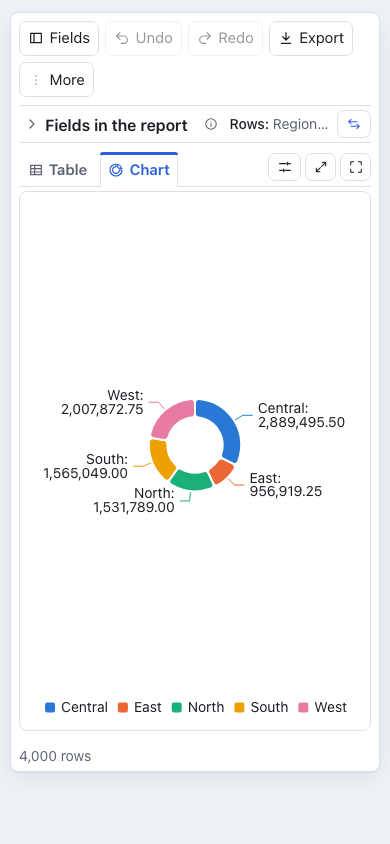 Fields
Undo
Redo
Export
More
Fields in the report
Rows: Region...
Table
Chart
West:
2,007,872.75
Central:
2,889,495.50
South:
1,565,049.00
East:
956,919.25
North:
1,531,789.00
Central
East
North
South
West
4,000 rows